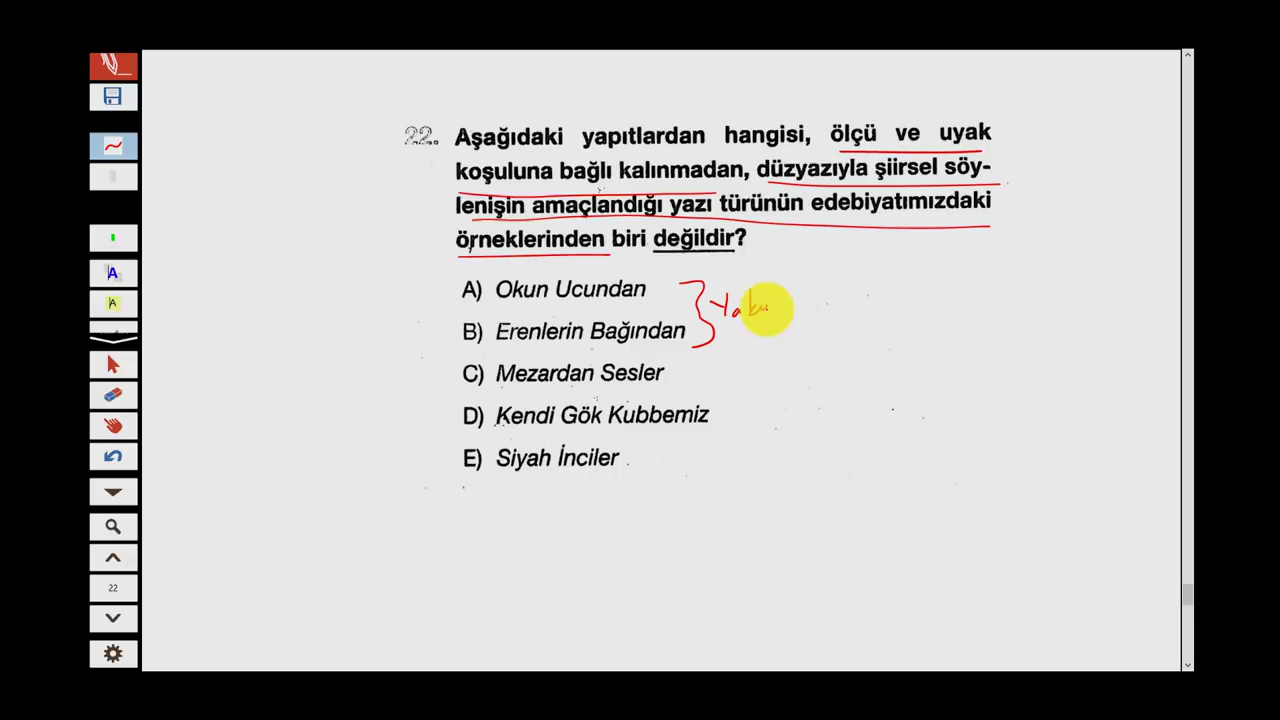 22. Aşağıdaki yapıtlardan hangisi, ölçü ve uyak
koşuluna bağlı kalınmadan, düzyazıyla şiirsel söy-
lenişin amaçlandığı yazı türünün edebiyatımızdaki
örneklerinden biri değildir?
A) Okun Ucundan
B) Erenlerin Bağından
C) Mezardan Sesler
D) Kendi Gök Kubbemiz
E) Siyah İnciler
A
A
22